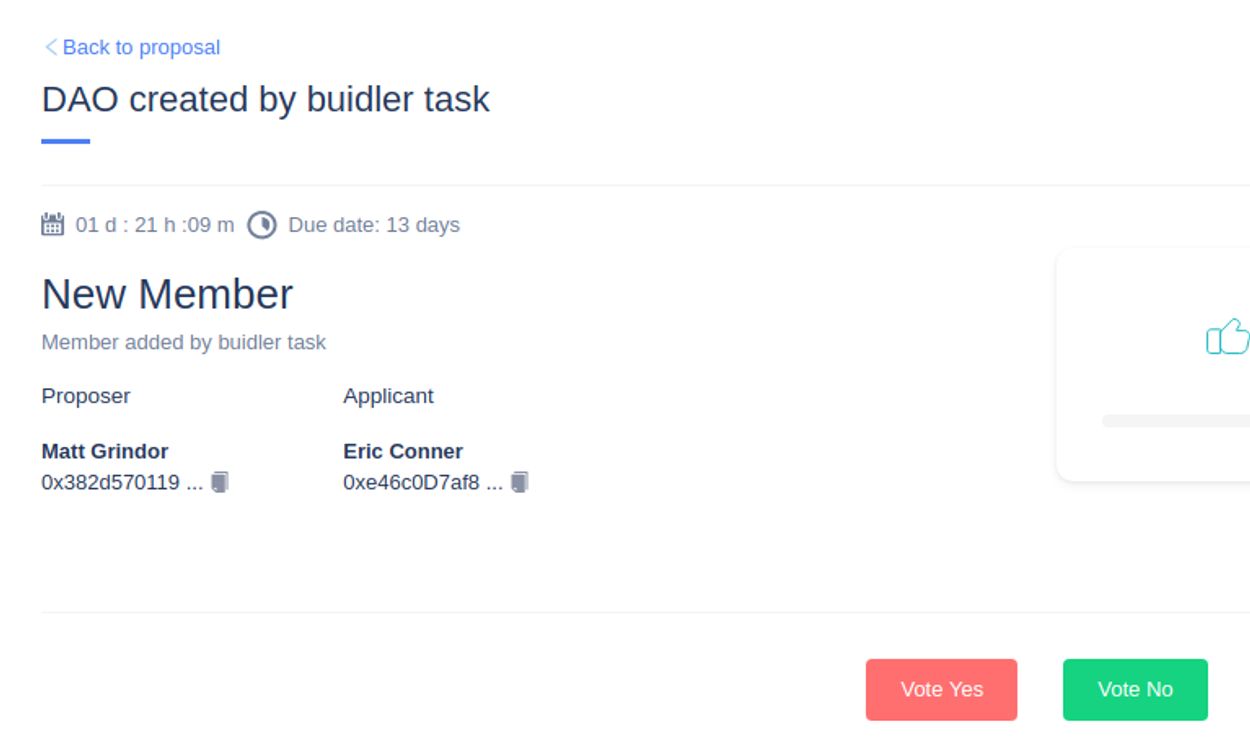 Back to proposal
DAO created by buidler task
01 d : 21 h :09 m Due date: 13 days
New Member
Member added by buidler task
Proposer Applicant
Matt Grindor Eric Conner
0x382d570119 ... 0xe46c0D7af8 ...
Vote Yes Vote No